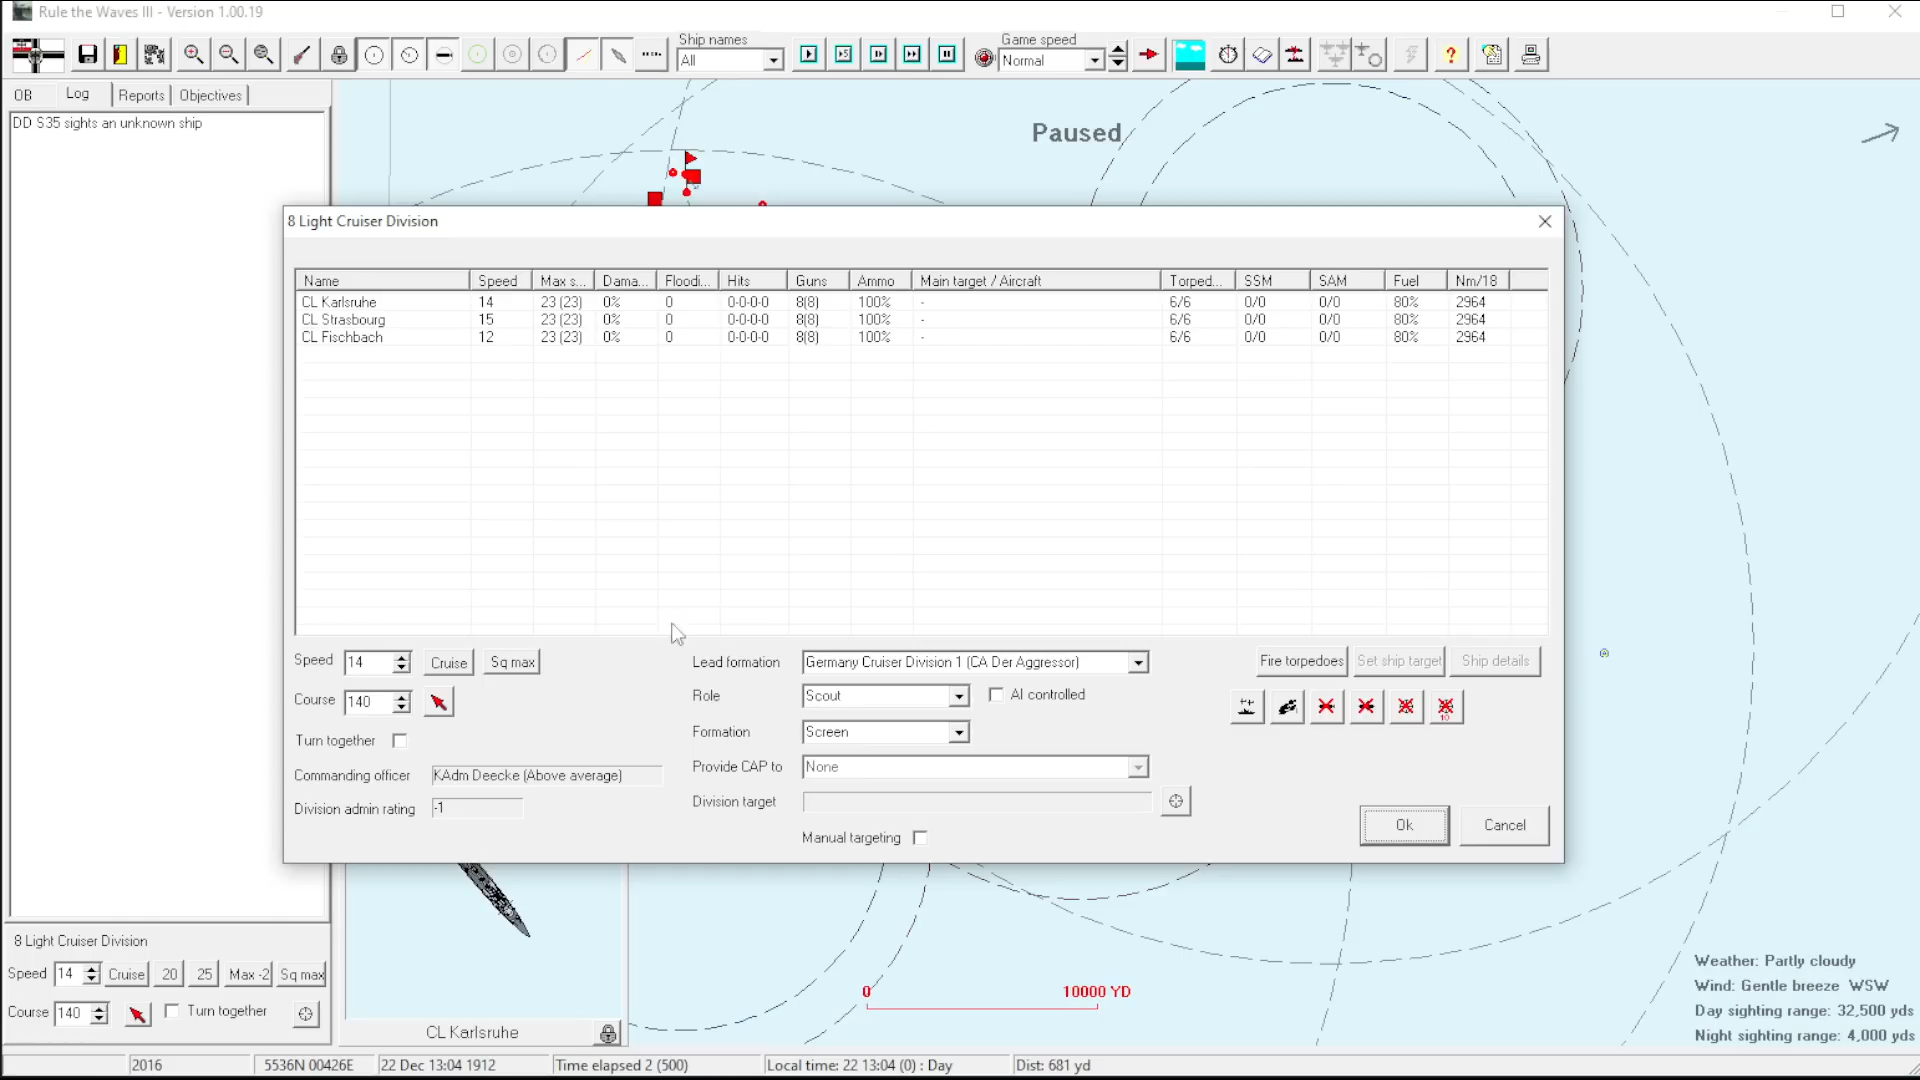 Rule the Waves III - Version 1.00.19
Ship names
All
Game speed
Normal
OB
Log
Reports
Objectives
DD S35 sights an unknown ship
Paused
8 Light Cruiser Division
Name Speed Max s... Dama... Floodi... Hits Guns Ammo Main target / Aircraft Torped... SSM SAM Fuel Nm/18
CL Karlsruhe 14 23 (23) 0% 0 0-0-0-0 8(8) 100% - 6/6 0/0 0/0 80% 2964
CL Strasbourg 15 23 (23) 0% 0 0-0-0-0 8(8) 100% - 6/6 0/0 0/0 80% 2964
CL Fischbach 12 23 (23) 0% 0 0-0-0-0 8(8) 100% - 6/6 0/0 0/0 80% 2964
Speed 14 Cruise Sq max
Course 140
Turn together
Commanding officer KAdm Deecke (Above average)
Division admin rating -1
Lead formation Germany Cruiser Division 1 (CA Der Aggressor)
Role Scout AI controlled
Formation Screen
Provide CAP to None
Division target
Manual targeting
Fire torpedoes Set ship target Ship details
10
Ok Cancel
8 Light Cruiser Division
Speed 14 Cruise 20 25 Max -2 Sq max
Course 140 Turn together
CL Karlsruhe
0 10000 YD
Weather: Partly cloudy
Wind: Gentle breeze WSW
Day sighting range: 32,500 yds
Night sighting range: 4,000 yds
2016 5536N 00426E 22 Dec 13:04 1912 Time elapsed 2 (500) Local time: 22 13:04 (0) : Day Dist: 681 yd